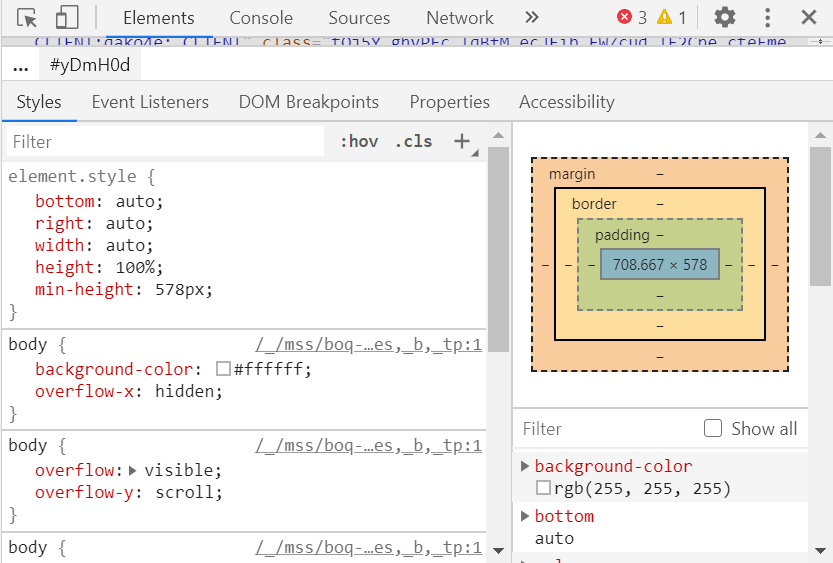 Elements Console Sources Network 3 1
... #yDmH0d
Styles Event Listeners DOM Breakpoints Properties Accessibility
Filter :hov .cls +
element.style {
bottom: auto;
right: auto;
width: auto;
height: 100%;
min-height: 578px;
}
body { /_/mss/boq-…es,_b,_tp:1
background-color: #ffffff;
overflow-x: hidden;
}
body { /_/mss/boq-…es,_b,_tp:1
overflow: visible;
overflow-y: scroll;
}
body { /_/mss/boq-…es,_b,_tp:1
margin –
border –
padding –
– – – 708.667 × 578 – – –
–
–
–
Filter Show all
background-color
rgb(255, 255, 255)
bottom
auto